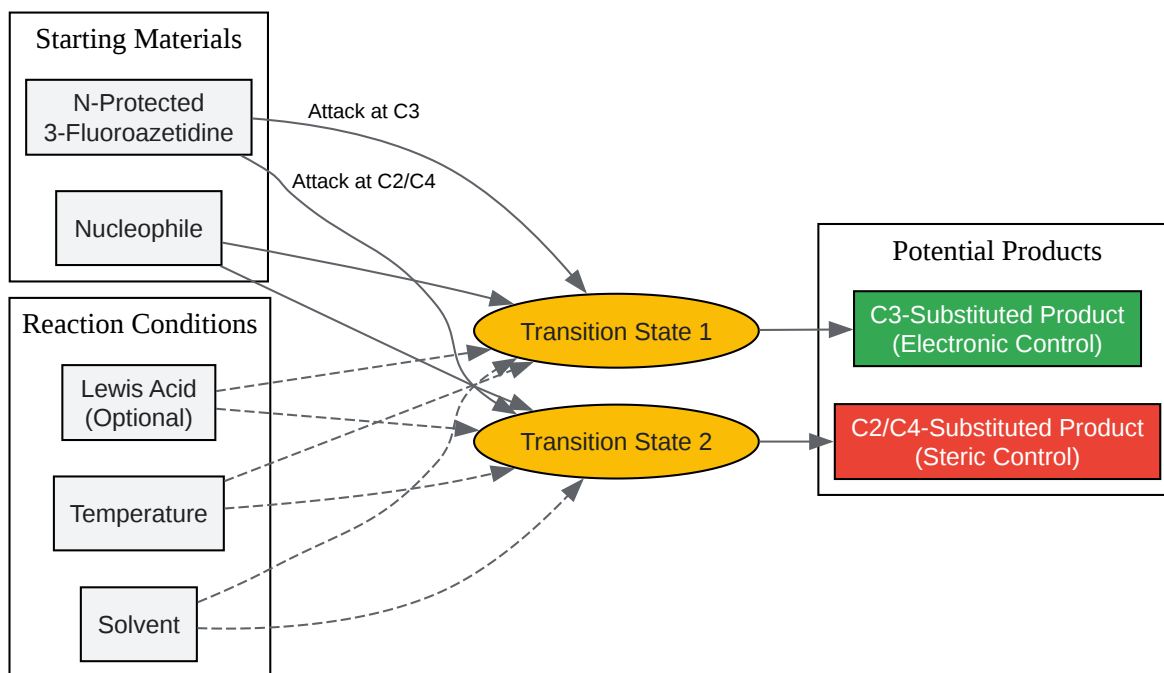 Starting Materials
N-Protected
3-Fluoroazetidine
Nucleophile
Attack at C3
Attack at C2/C4
Reaction Conditions
Lewis Acid
(Optional)
Temperature
Solvent
Transition State 1
Transition State 2
Potential Products
C3-Substituted Product
(Electronic Control)
C2/C4-Substituted Product
(Steric Control)